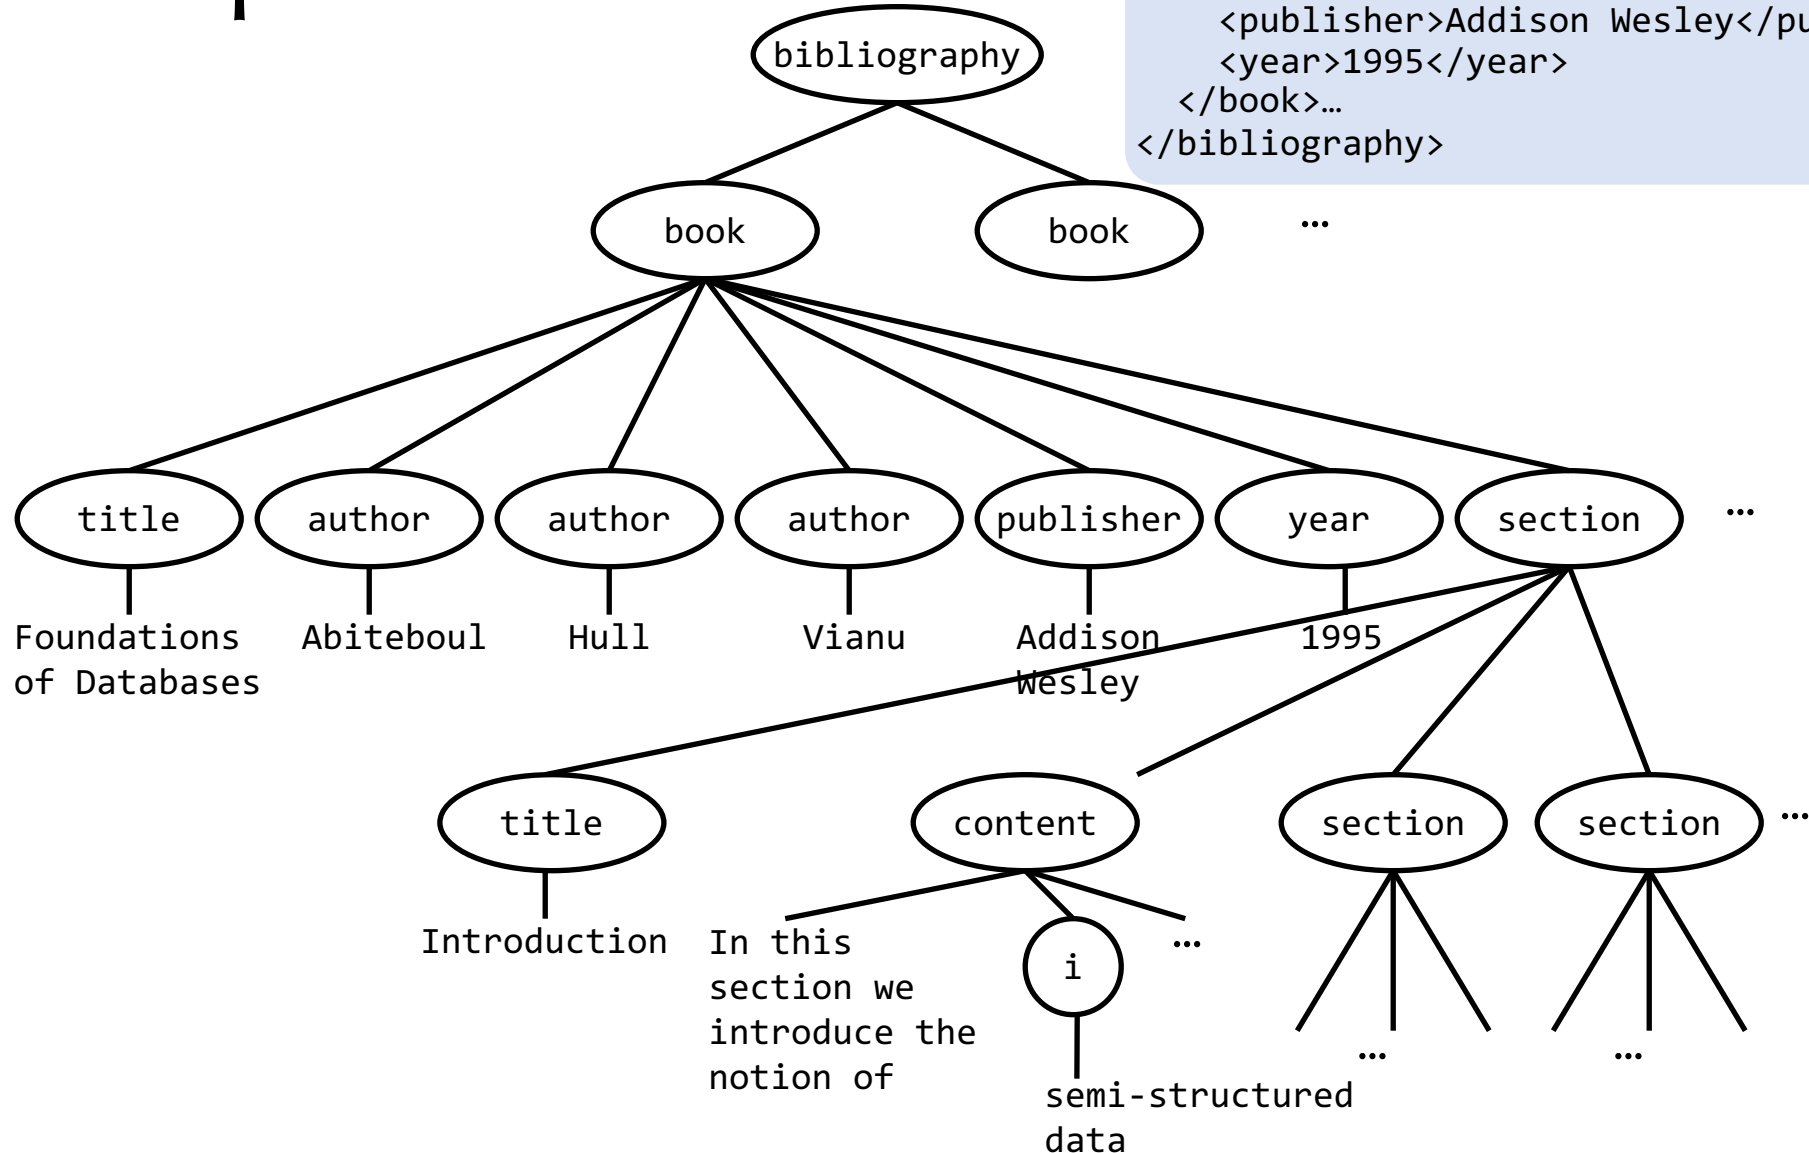 <publisher>Addison Wesley</pu
<year>1995</year>
</book>…
</bibliography>
bibliography
book
book
…
title
author
author
author
publisher
year
section
…
Foundations
of Databases
Abiteboul
Hull
Vianu
Addison
Wesley
1995
title
content
section
section
…
Introduction
In this
section we
introduce the
notion of
i
…
semi-structured
data
…
…